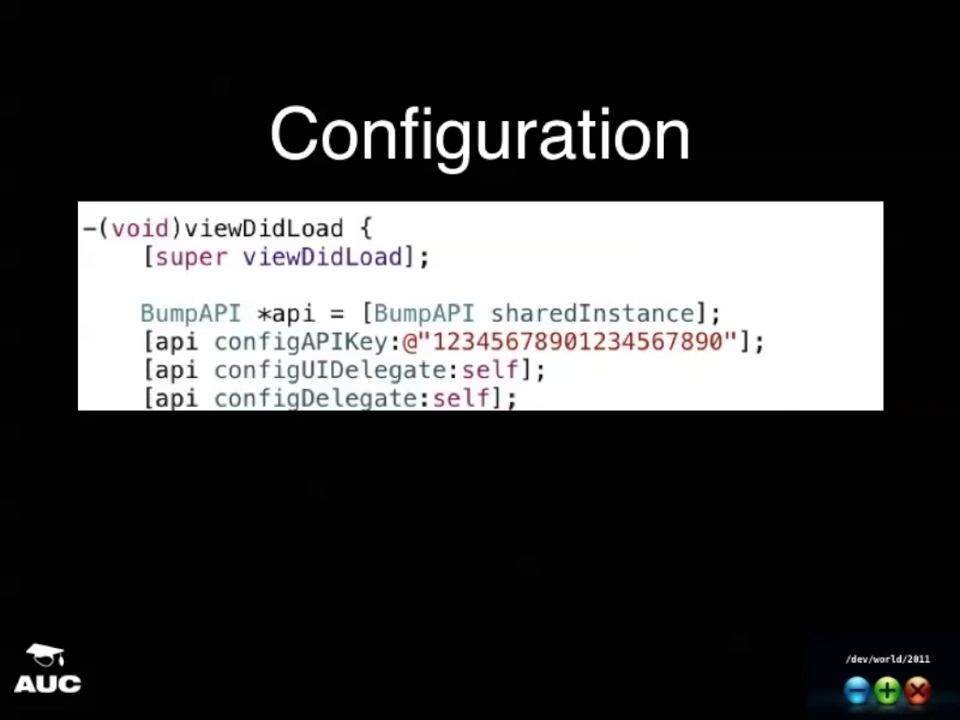 Configuration
-(void)viewDidLoad {
[super viewDidLoad];
BumpAPI *api = [BumpAPI sharedInstance];
[api configAPIKey:@"12345678901234567890"];
[api configUIDelegate:self];
[api configDelegate:self];
AUC
/dev/world/2011